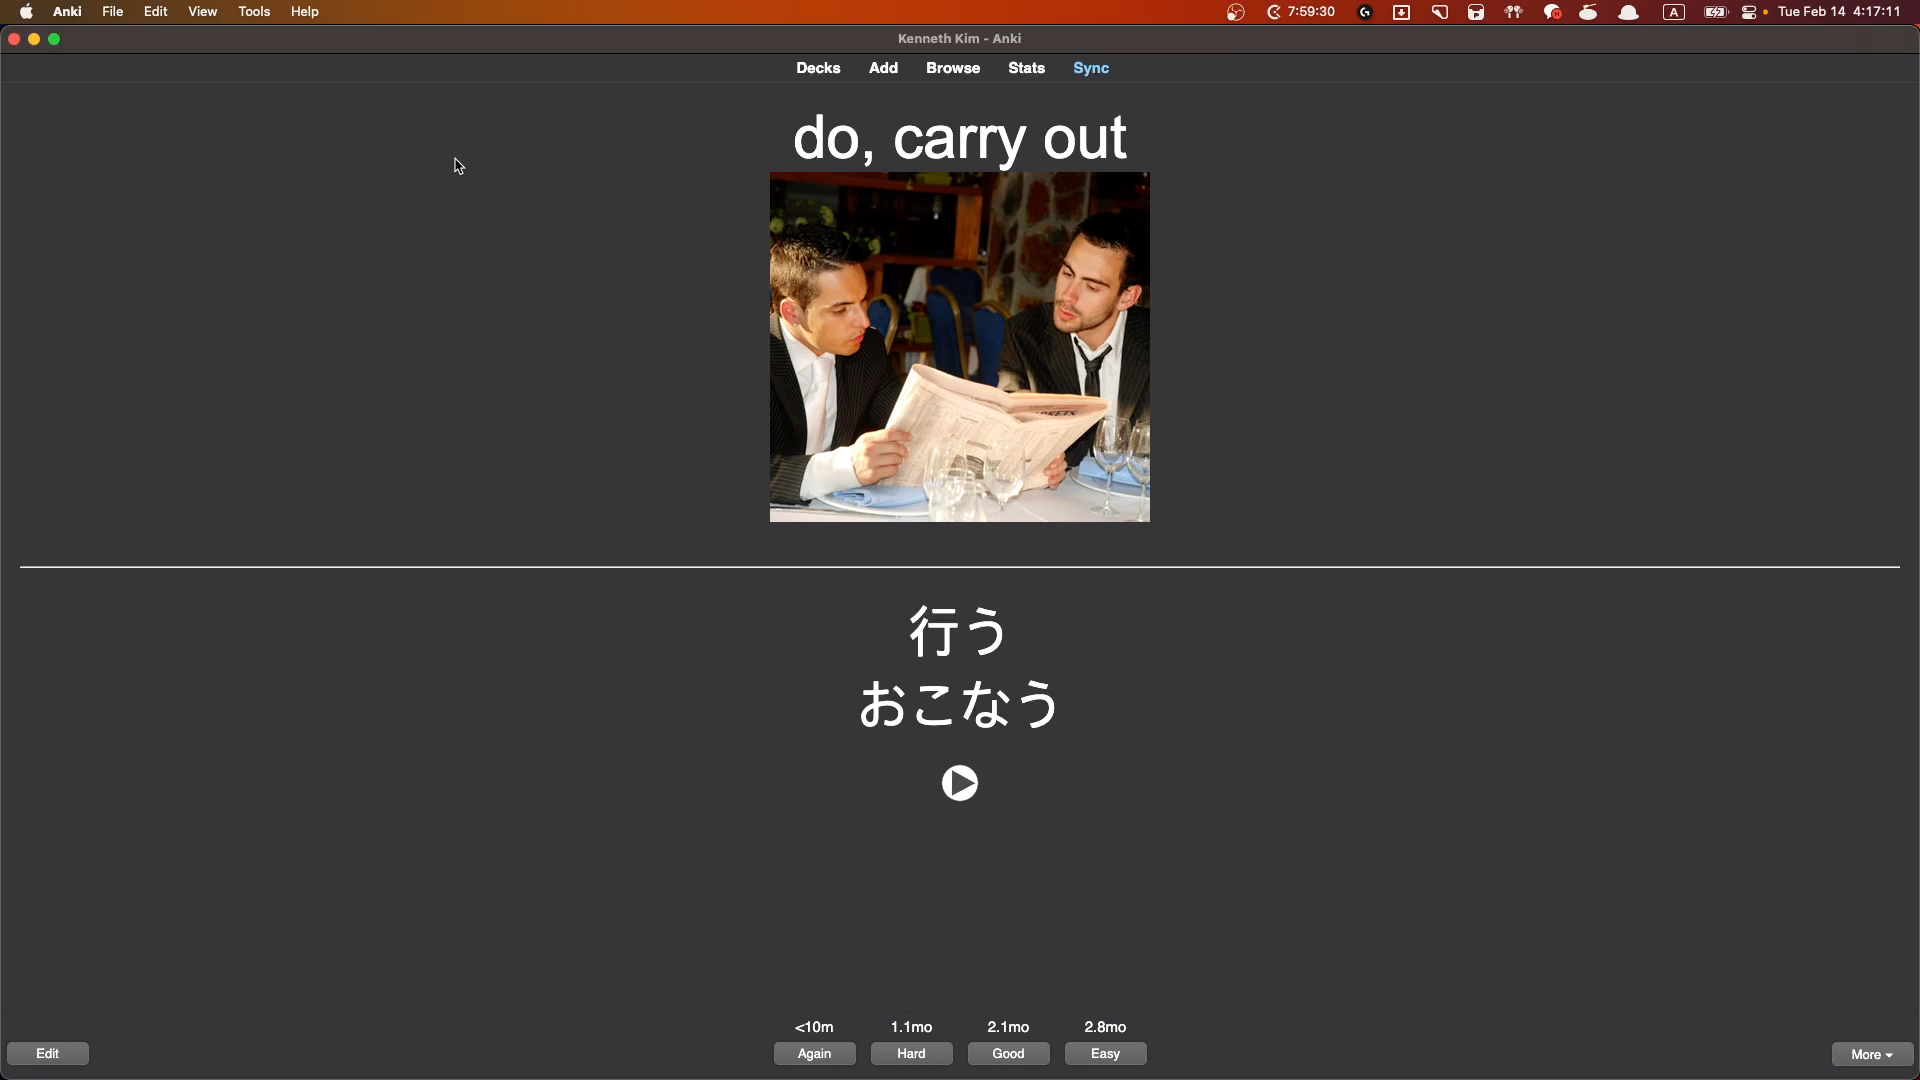 Anki File Edit View Tools Help 7:59:30 A Tue Feb 14 4:17:11
Kenneth Kim - Anki
Decks Add Browse Stats Sync
do, carry out
行う
おこなう
<10m 1.1mo 2.1mo 2.8mo
Edit Again Hard Good Easy More